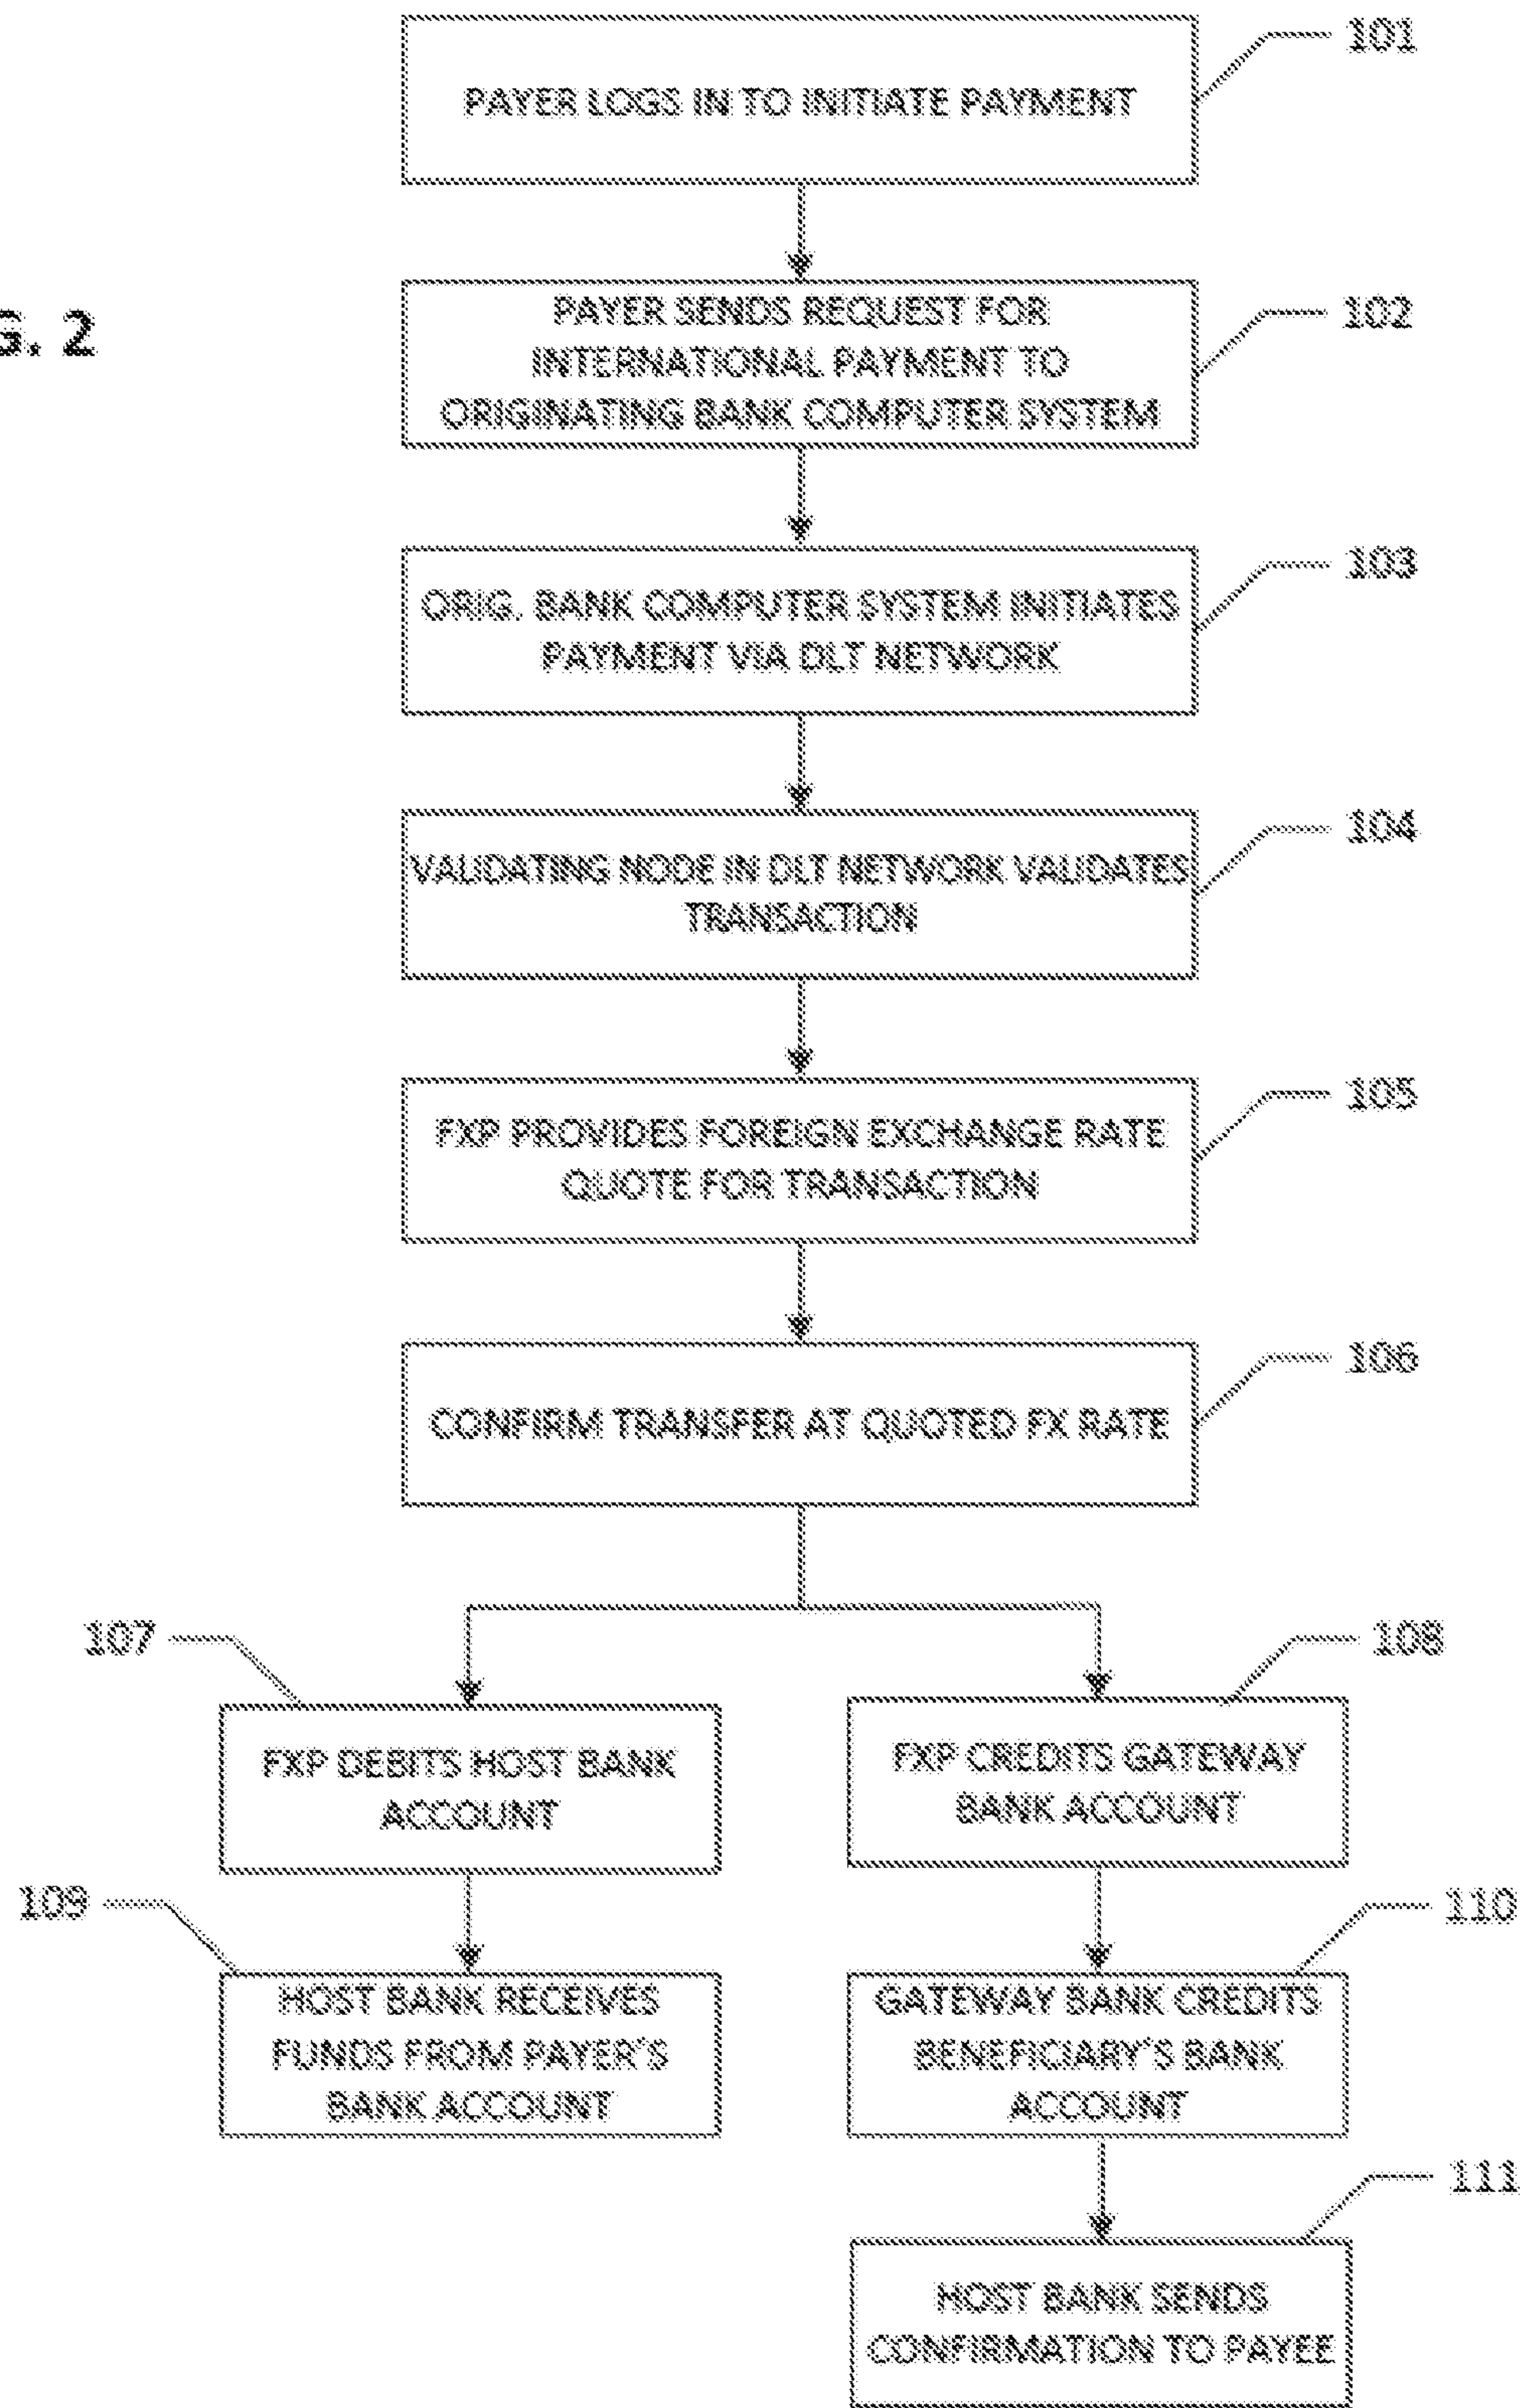 101
PAYER LOGS IN TO INITIATE PAYMENT
G. 2
PAYER SENDS REQUEST FOR
INTERNATIONAL PAYMENT TO
ORIGINATING BANK COMPUTER SYSTEM
102
ORIG. BANK COMPUTER SYSTEM INITIATES
PAYMENT VIA DLT NETWORK
103
VALIDATING NODE IN DLT NETWORK VALIDATES
TRANSACTION
104
FXP PROVIDES FOREIGN EXCHANGE RATE
QUOTE FOR TRANSACTION
105
CONFIRM TRANSFER AT QUOTED FX RATE
106
107
FXP DEBITS HOST BANK
ACCOUNT
108
FXP CREDITS GATEWAY
BANK ACCOUNT
109
HOST BANK RECEIVES
FUNDS FROM PAYER'S
BANK ACCOUNT
110
GATEWAY BANK CREDITS
BENEFICIARY'S BANK
ACCOUNT
111
HOST BANK SENDS
CONFIRMATION TO PAYEE